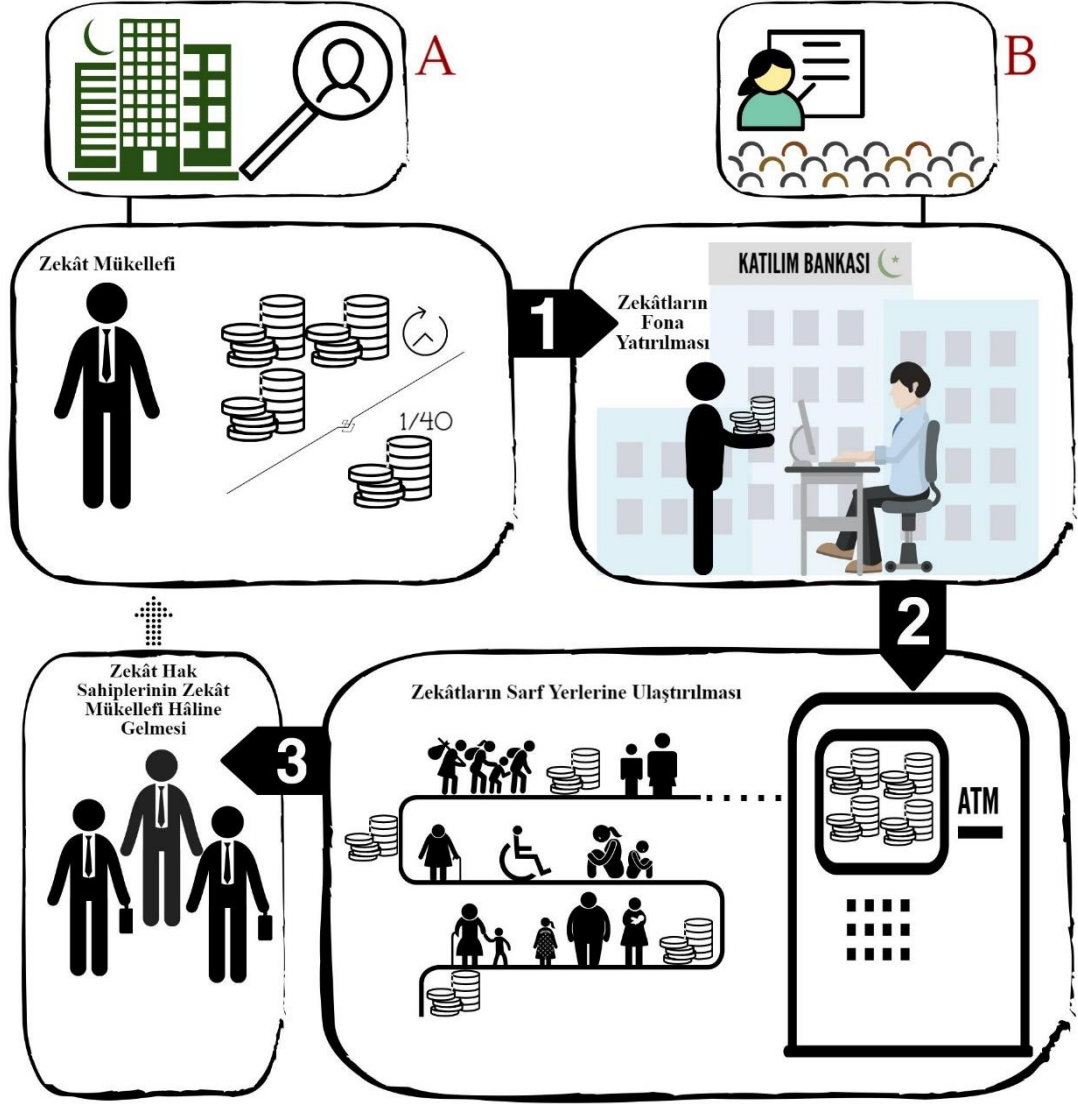 A
B
Zekât Mükellefi
1/40
1
KATILIM BANKASI
Zekâtların
Fona
Yatırılması
2
Zekât Hak
Sahiplerinin Zekât
Mükellefi Hâline
Gelmesi
3
Zekâtların Sarf Yerlerine Ulaştırılması
ATM